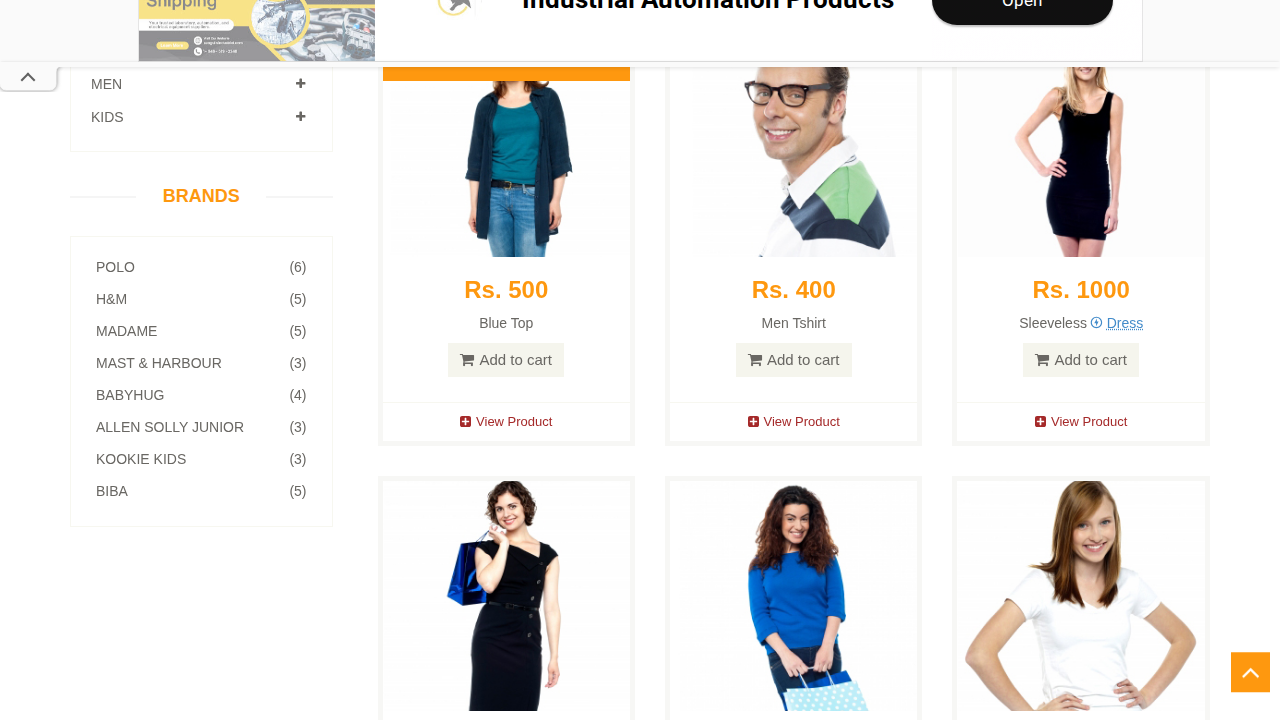 Shipping
Industrial Automation Products
Open
MEN
KIDS
BRANDS
POLO (6)
H&M (5)
MADAME (5)
MAST & HARBOUR (3)
BABYHUG (4)
ALLEN SOLLY JUNIOR (3)
KOOKIE KIDS (3)
BIBA (5)
Rs. 500
Blue Top
Add to cart
View Product
Rs. 400
Men Tshirt
Add to cart
View Product
Rs. 1000
Sleeveless Dress
Add to cart
View Product